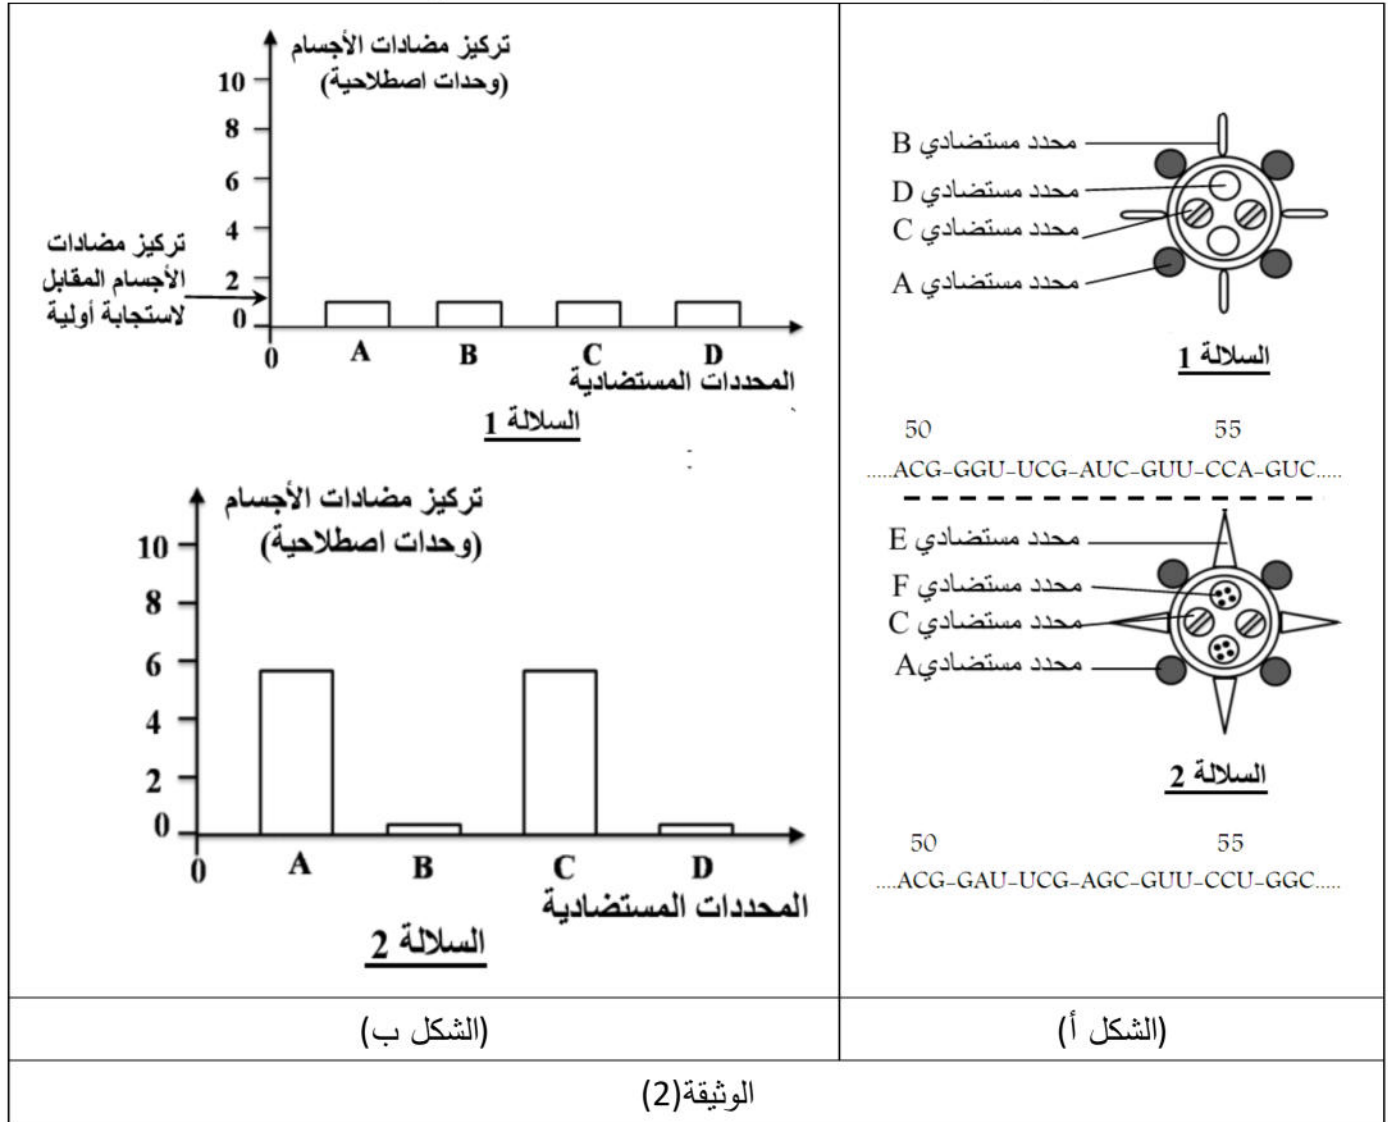 محدد مستضادي B
محدد مستضادي D
محدد مستضادي C
محدد مستضادي A
السلالة 1
50 55
.....ACG-GGU-UCG-AUC-GUU-CCA-GUC.....
محدد مستضادي E
محدد مستضادي F
محدد مستضادي C
محدد مستضادي A
السلالة 2
50 55
....ACG-GAU-UCG-AGC-GUU-CCU-GGC.....
(الشكل أ)
تركيز مضادات الأجسام
(وحدات اصطلاحية)
10
8
6
4
2
0
تركيز مضادات
الأجسام المقابل
لاستجابة أولية
0 A B C D
المحددات المستضادية
السلالة 1
تركيز مضادات الأجسام
(وحدات اصطلاحية)
10
8
6
4
2
0
0 A B C D
المحددات المستضادية
السلالة 2
(الشكل ب)
الوثيقة(2)